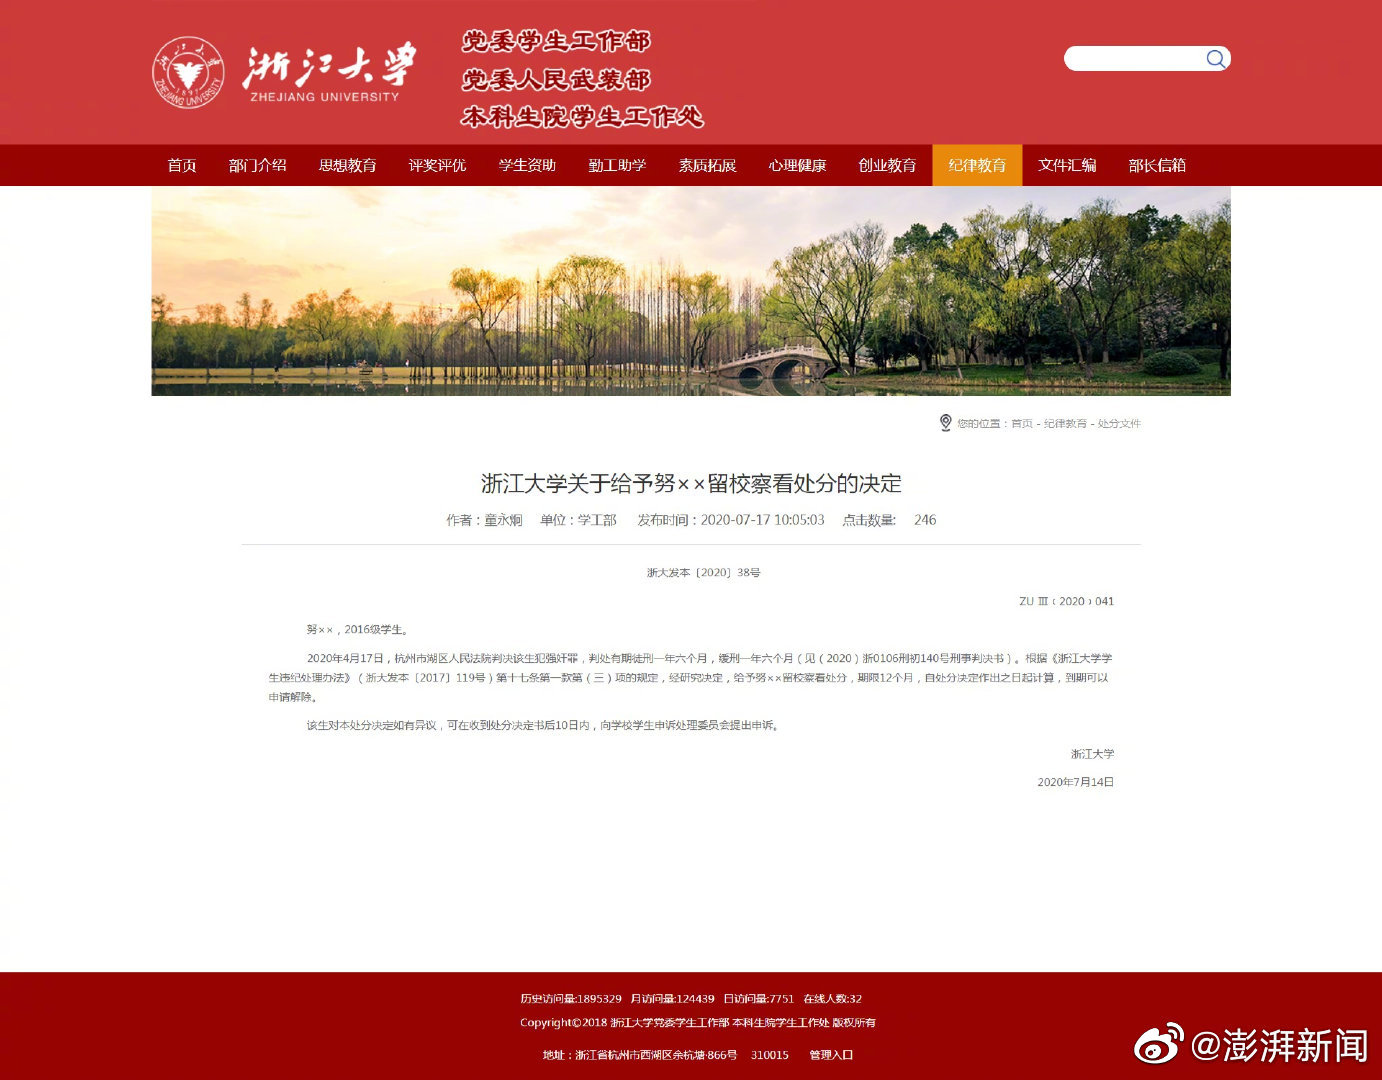 浙江大学
ZHEJIANG UNIVERSITY
党委学生工作部
党委人民武装部
本科生院学生工作处
首页 部门介绍 思想教育 评奖评优 学生资助 勤工助学 素质拓展 心理健康 创业教育 纪律教育 文件汇编 部长信箱
您的位置：首页 - 纪律教育 - 处分文件
浙江大学关于给予努××留校察看处分的决定
作者：童永炯 单位：学工部 发布时间：2020-07-17 10:05:03 点击数量: 246
浙大发本〔2020〕38号
ZU Ⅲ﹙2020﹚041
努××，2016级学生。
2020年4月17日，杭州市湖区人民法院判决该生犯强奸罪，判处有期徒刑一年六个月，缓刑一年六个月（见（2020）浙0106刑初140号刑事判决书）。根据《浙江大学学
生违纪处理办法》（浙大发本〔2017〕119号）第十七条第一款第（三）项的规定，经研究决定，给予努××留校察看处分，期限12个月，自处分决定作出之日起计算，到期可以
申请解除。
该生对本处分决定如有异议，可在收到处分决定书后10日内，向学校学生申诉处理委员会提出申诉。
浙江大学
2020年7月14日
历史访问量:1895329 月访问量:124439 日访问量:7751 在线人数:32
Copyright©2018 浙江大学党委学生工作部 本科生院学生工作处 版权所有
地址：浙江省杭州市西湖区余杭塘·866号 310015 管理入口
@澎湃新闻